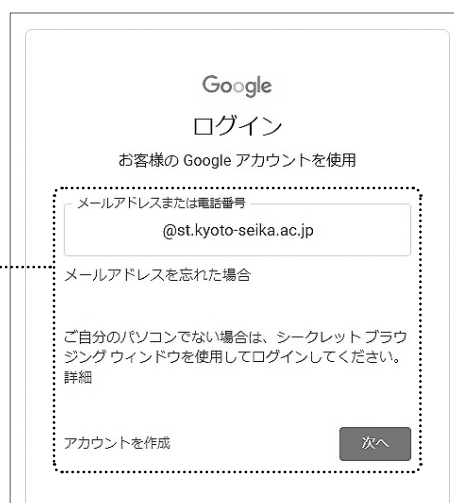 Google
ログイン
お客様の Google アカウントを使用
メールアドレスまたは電話番号
@st.kyoto-seika.ac.jp
メールアドレスを忘れた場合
ご自分のパソコンでない場合は、シークレット ブラウ
ジング ウィンドウを使用してログインしてください。
詳細
アカウントを作成
次へ